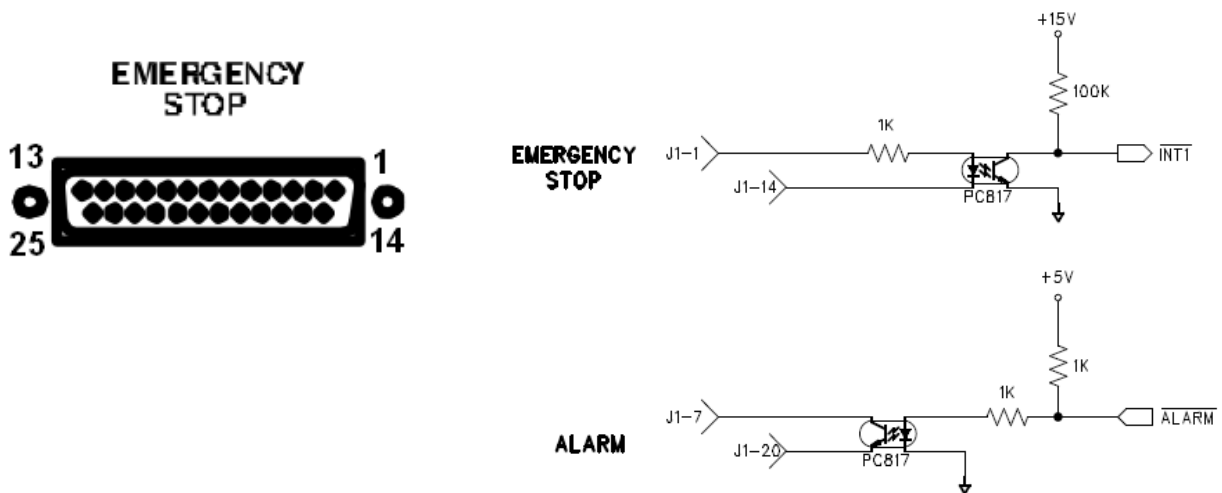 EMERGENCY
STOP
13
1
25
14
+15V
100K
1K
EMERGENCY
STOP
J1-1
INT1
J1-14
PC817
+5V
1K
1K
J1-7
ALARM
ALARM
J1-20
PC817